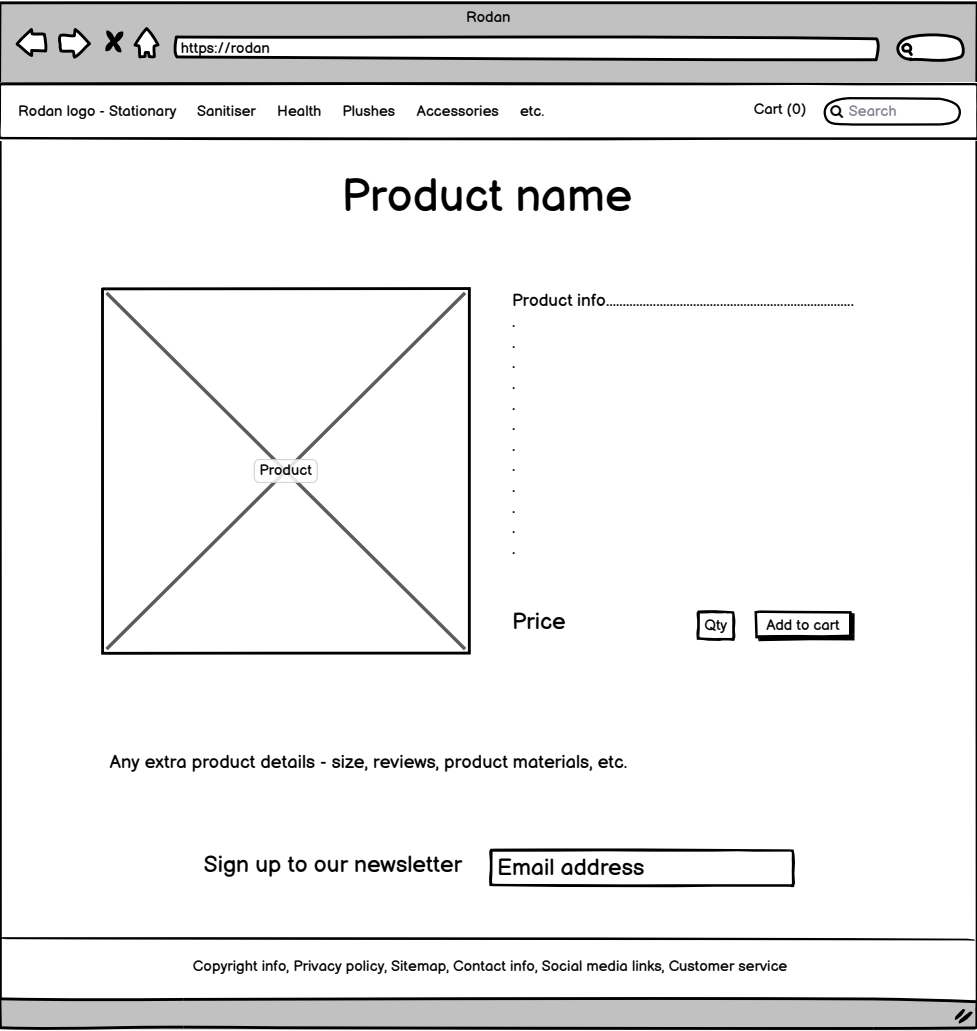 Rodan
https://rodan
Rodan logo - Stationary Sanitiser Health Plushes Accessories etc. Cart (0) Search
Product name
Product
Product info..............................................................................
.
.
.
.
.
.
.
.
.
.
.
.
Price Qty Add to cart
Any extra product details - size, reviews, product materials, etc.
Sign up to our newsletter Email address
Copyright info, Privacy policy, Sitemap, Contact info, Social media links, Customer service